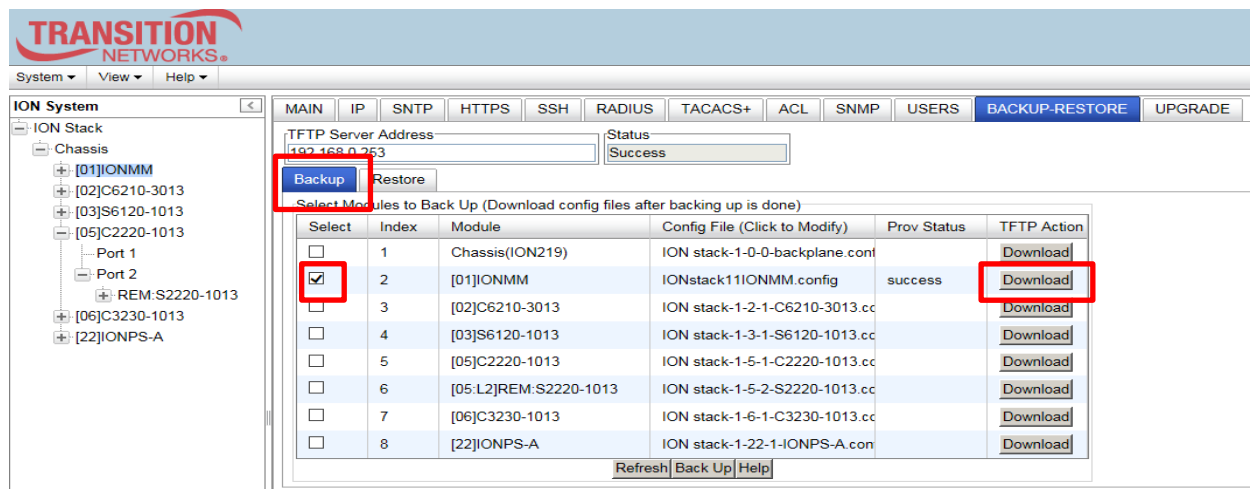 TRANSITION
NETWORKS®
System View Help
ION System <
ION Stack
Chassis
[01]IONMM
[02]C6210-3013
[03]S6120-1013
[05]C2220-1013
Port 1
Port 2
REM:S2220-1013
[06]C3230-1013
[22]IONPS-A
MAIN IP SNTP HTTPS SSH RADIUS TACACS+ ACL SNMP USERS BACKUP-RESTORE UPGRADE
TFTP Server Address Status
192.168.0.253 Success
Backup Restore
Select Modules to Back Up (Download config files after backing up is done)
Select Index Module Config File (Click to Modify) Prov Status TFTP Action
1 Chassis(ION219) ION stack-1-0-0-backplane.conf Download
2 [01]IONMM IONstack11IONMM.config success Download
3 [02]C6210-3013 ION stack-1-2-1-C6210-3013.cc Download
4 [03]S6120-1013 ION stack-1-3-1-S6120-1013.cc Download
5 [05]C2220-1013 ION stack-1-5-1-C2220-1013.cc Download
6 [05:L2]REM:S2220-1013 ION stack-1-5-2-S2220-1013.cc Download
7 [06]C3230-1013 ION stack-1-6-1-C3230-1013.cc Download
8 [22]IONPS-A ION stack-1-22-1-IONPS-A.con Download
Refresh Back Up Help